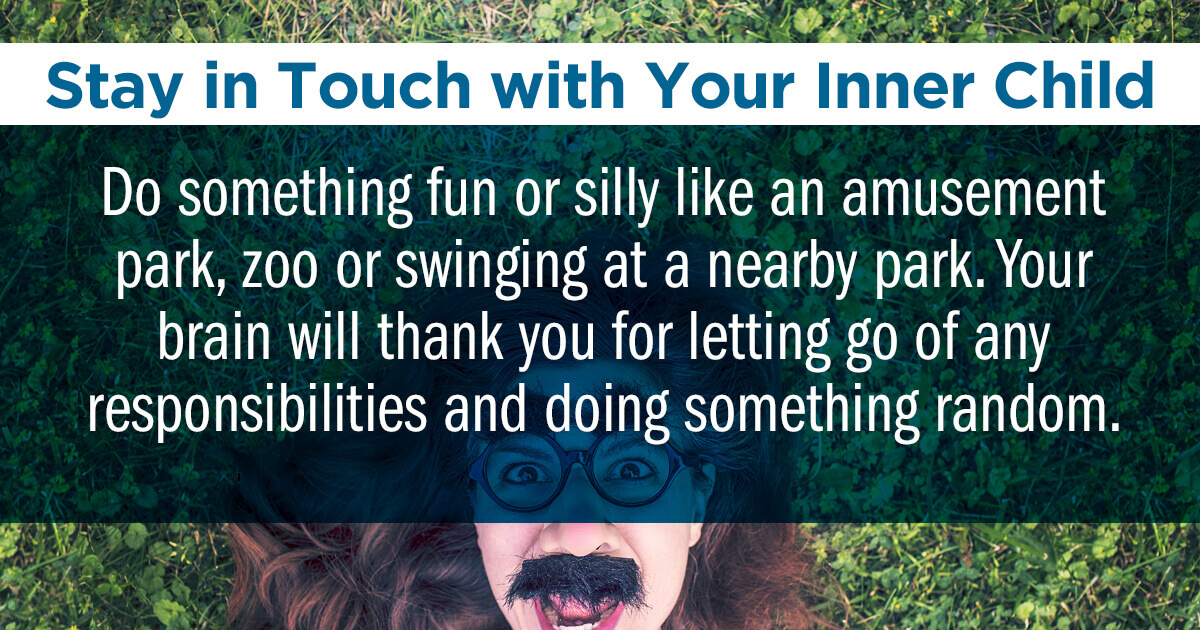 Stay in Touch with Your Inner Child
Do something fun or silly like an amusement
park, zoo or swinging at a nearby park. Your
brain will thank you for letting go of any
responsibilities and doing something random.